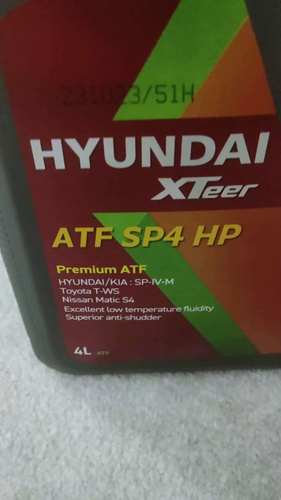 231023/51H
HYUNDAI
XTeer
ATF SP4 HP
Premium ATF
HYUNDAI/KIA : SP-IV-M
Toyota T-WS
Nissan Matic S4
Excellent low temperature fluidity
Superior anti-shudder
4L ATF